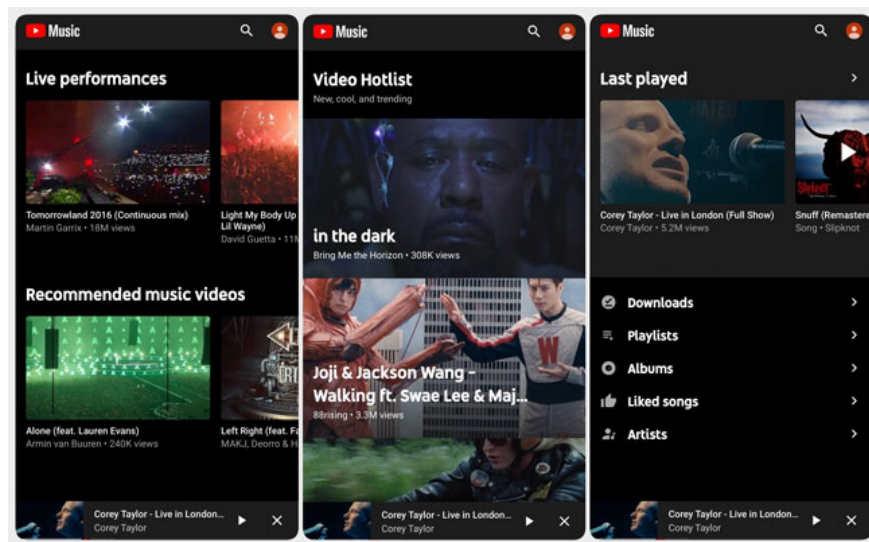 Music
Live performances
Tomorrowland 2016 (Continuous mix)
Martin Garrix • 18M views
Light My Body Up
Lil Wayne)
David Guetta • 11M
Recommended music videos
Alone (feat. Lauren Evans)
Armin van Buuren • 240K views
Left Right (feat. Fa
MAKJ, Deorro & H
Corey Taylor - Live in London...
Corey Taylor
Music
Video Hotlist
New, cool, and trending
in the dark
Bring Me the Horizon • 308K views
W
Joji & Jackson Wang -
Walking ft. Swae Lee & Maj...
88rising • 3.3M views
Corey Taylor - Live in London...
Corey Taylor
Music
Last played
HATED
Corey Taylor - Live in London (Full Show)
Corey Taylor • 5.2M views
Slipknot
Snuff (Remastere
Song • Slipknot
Downloads
Playlists
Albums
Liked songs
Artists
Corey Taylor - Live in London...
Corey Taylor